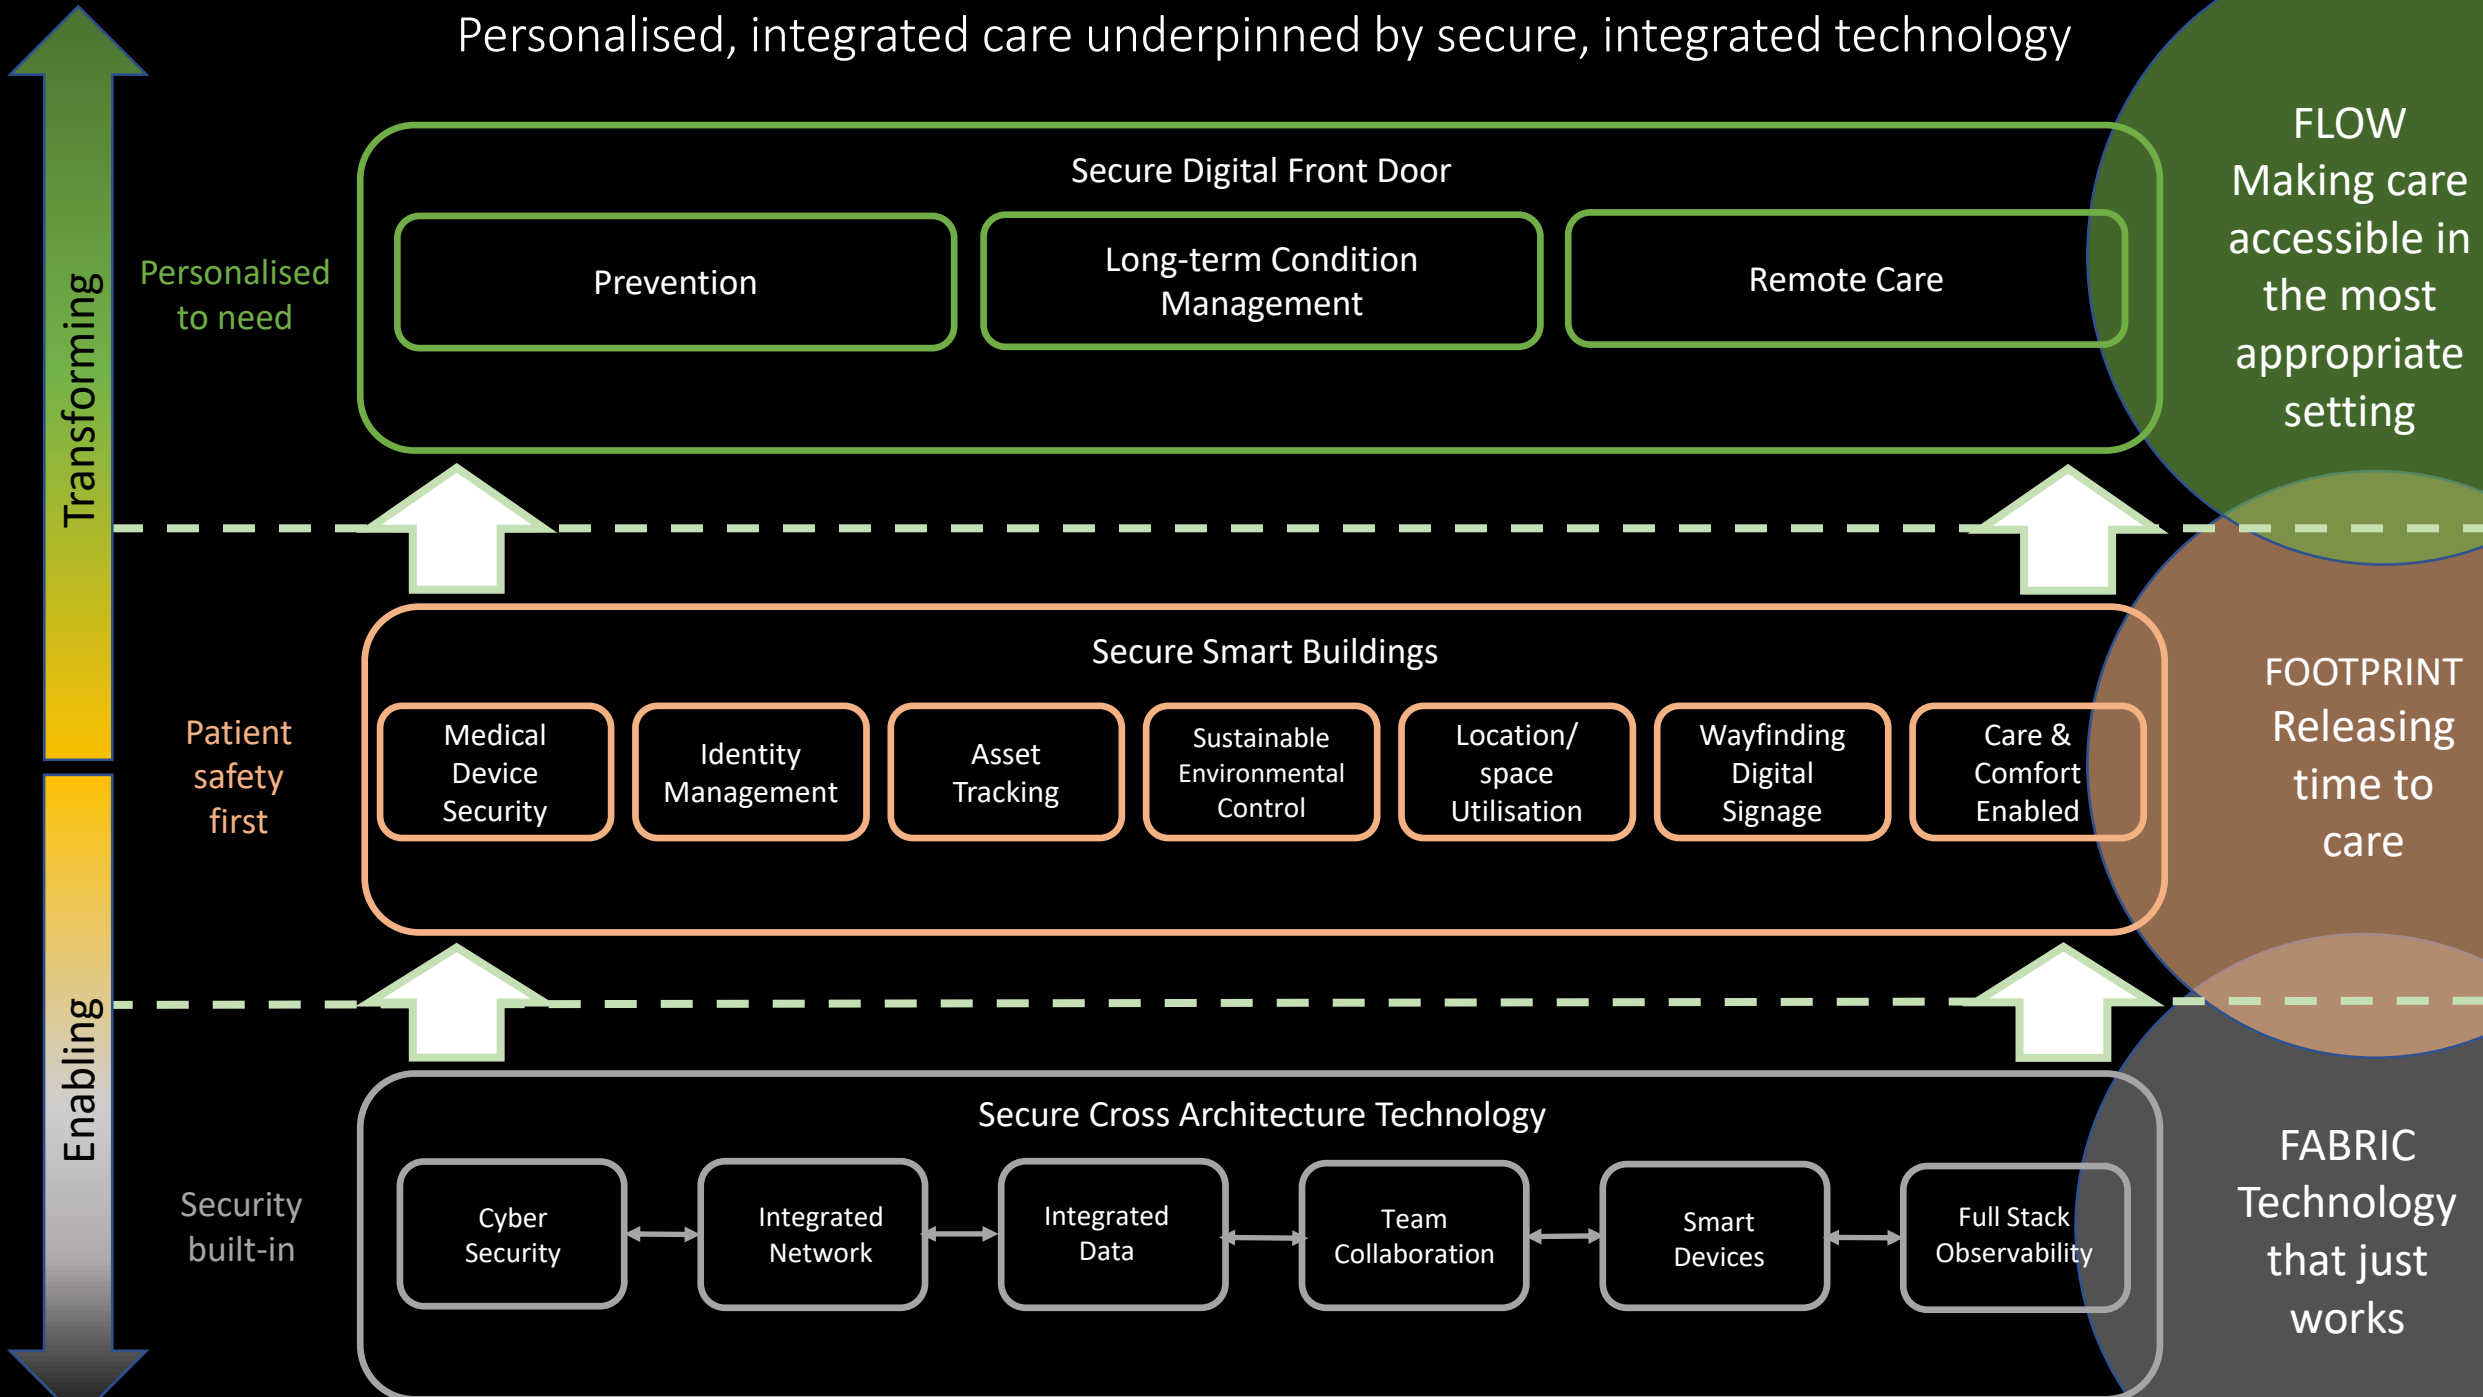 Personalised, integrated care underpinned by secure, integrated technology
Transforming
Personalised
to need
Secure Digital Front Door
Prevention
Long-term Condition
Management
Remote Care
FLOW
Making care
accessible in
the most
appropriate
setting
Patient
safety
first
Secure Smart Buildings
Medical
Device
Security
Identity
Management
Asset
Tracking
Sustainable
Environmental
Control
Location/
space
Utilisation
Wayfinding
Digital
Signage
Care &
Comfort
Enabled
FOOTPRINT
Releasing
time to
care
Enabling
Security
built-in
Secure Cross Architecture Technology
Cyber
Security
Integrated
Network
Integrated
Data
Team
Collaboration
Smart
Devices
Full Stack
Observability
FABRIC
Technology
that just
works